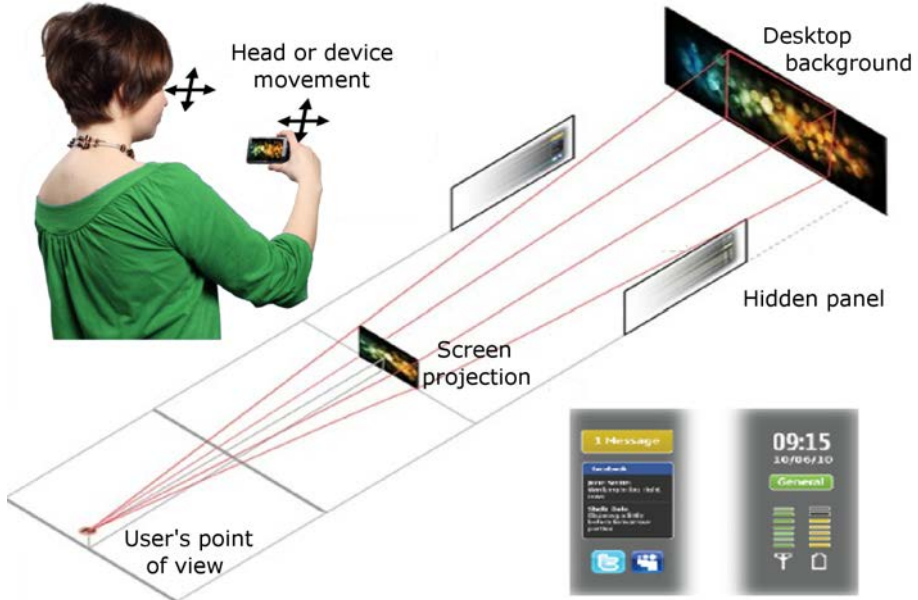 Head or device
movement
Desktop
background
Hidden panel
Screen
projection
User's point
of view
1 Message
facebook
09:15
10/06/10
General